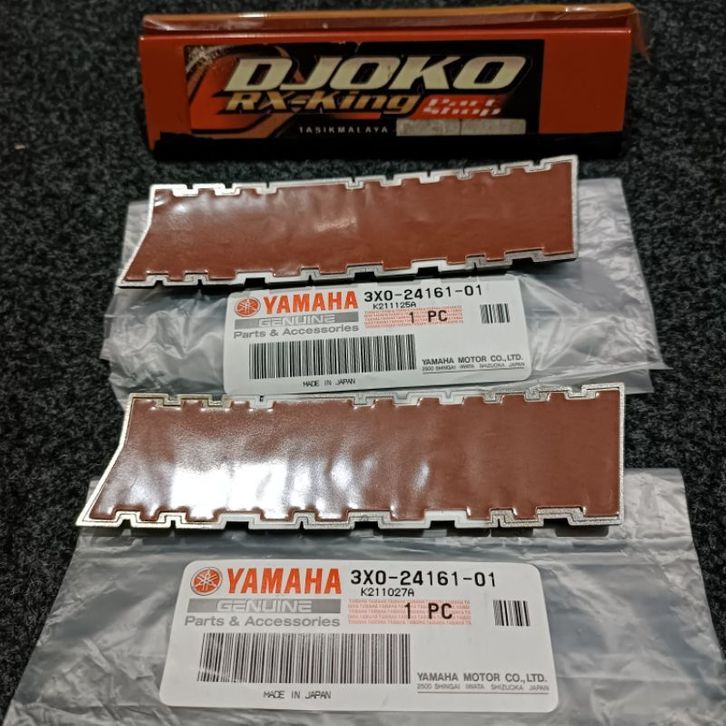 DJOKO
RX-King Part Shop
TASIKMALAYA
YAMAHA
GENUINE
Parts & Accessories
3X0-24161-01
K211125A
1 PC
MADE IN JAPAN
YAMAHA MOTOR CO.,LTD.
2500 SHINGAI IWATA SHIZUOKA JAPAN
YAMAHA
GENUINE
Parts & Accessories
3X0-24161-01
K211027A
1 PC
MADE IN JAPAN
YAMAHA MOTOR CO.,LTD.
2500 SHINGAI IWATA SHIZUOKA JAPAN